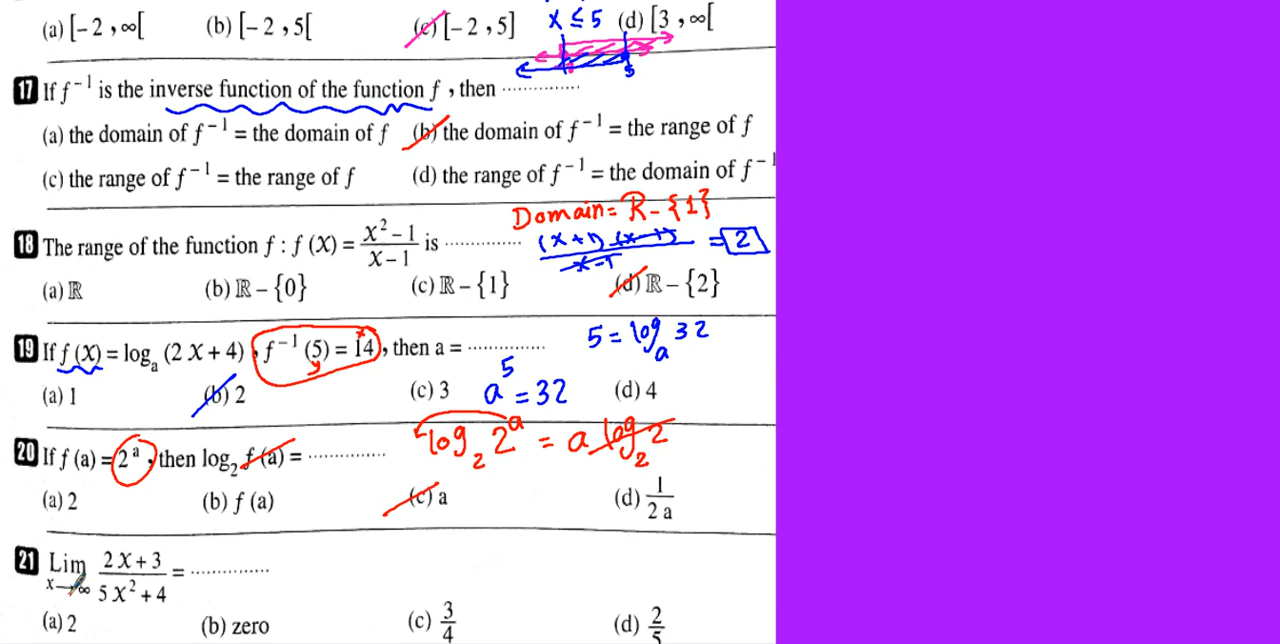 (a) [– 2 , ∞[ (b) [– 2 , 5[ (c) [– 2 , 5] x ≤ 5 (d) [3 , ∞[
5
17 If f⁻¹ is the inverse function of the function f , then ...............
(a) the domain of f⁻¹ = the domain of f (b) the domain of f⁻¹ = the range of f
(c) the range of f⁻¹ = the range of f (d) the range of f⁻¹ = the domain of f⁻¹
Domain = R – {1}
18 The range of the function f : f (X) = (X² – 1)/(X – 1) is ............... (x+1)(x–1)/(x–1) = 2
(a) ℝ (b) ℝ – {0} (c) ℝ – {1} (d) ℝ – {2}
19 If f (X) = logₐ (2 X + 4) , f⁻¹ (5) = 14 , then a = ............... 5 = logₐ 32
x
(a) 1 (b) 2 (c) 3 a⁵ = 32 (d) 4
log₂ 2ᵃ = a log₂ 2
20 If f (a) = 2ᵃ , then log₂ f (a) = ...............
(a) 2 (b) f (a) (c) a (d) 1/(2 a)
21 Lim x→∞ (2 X + 3)/(5 X² + 4) = ...............
(a) 2 (b) zero (c) 3/4 (d) 2/5